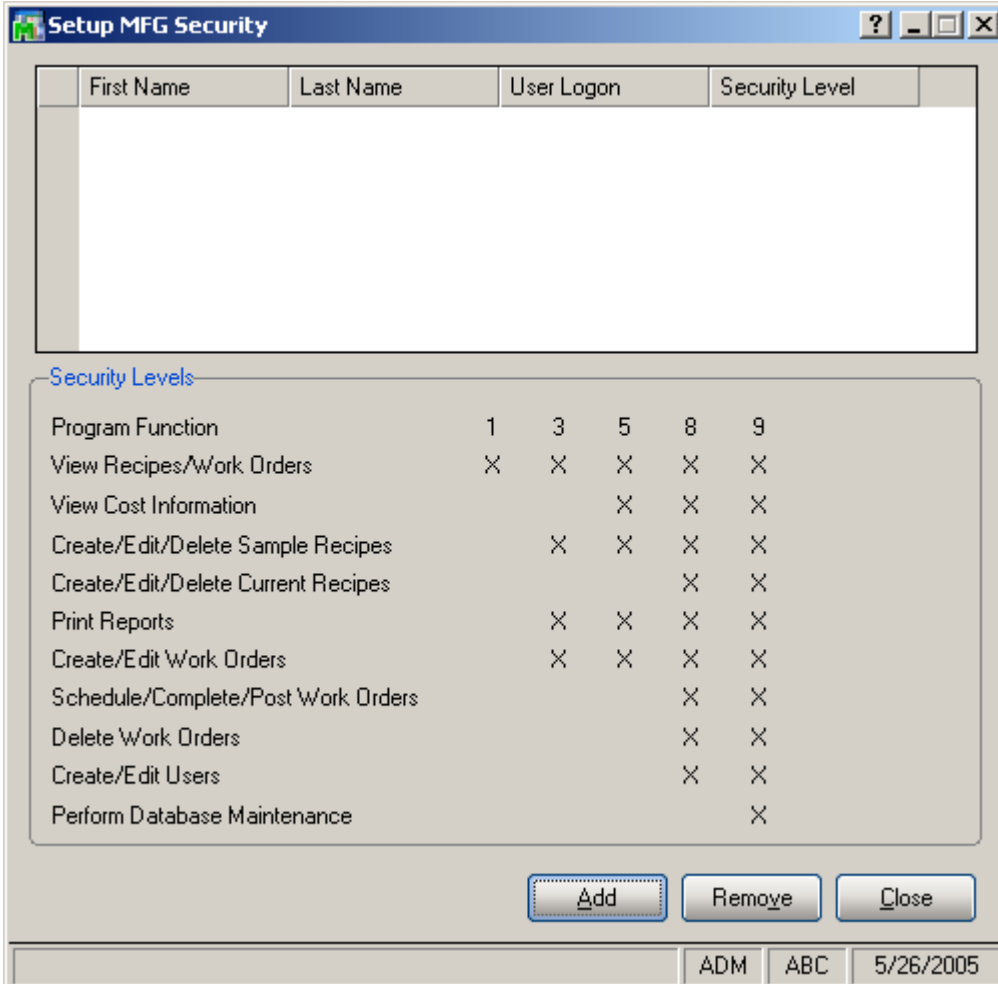 Setup MFG Security
First Name Last Name User Logon Security Level
Security Levels
Program Function 1 3 5 8 9
View Recipes/Work Orders X X X X X
View Cost Information X X X
Create/Edit/Delete Sample Recipes X X X X
Create/Edit/Delete Current Recipes X X
Print Reports X X X X
Create/Edit Work Orders X X X X
Schedule/Complete/Post Work Orders X X
Delete Work Orders X X
Create/Edit Users X X
Perform Database Maintenance X
Add Remove Close
ADM ABC 5/26/2005